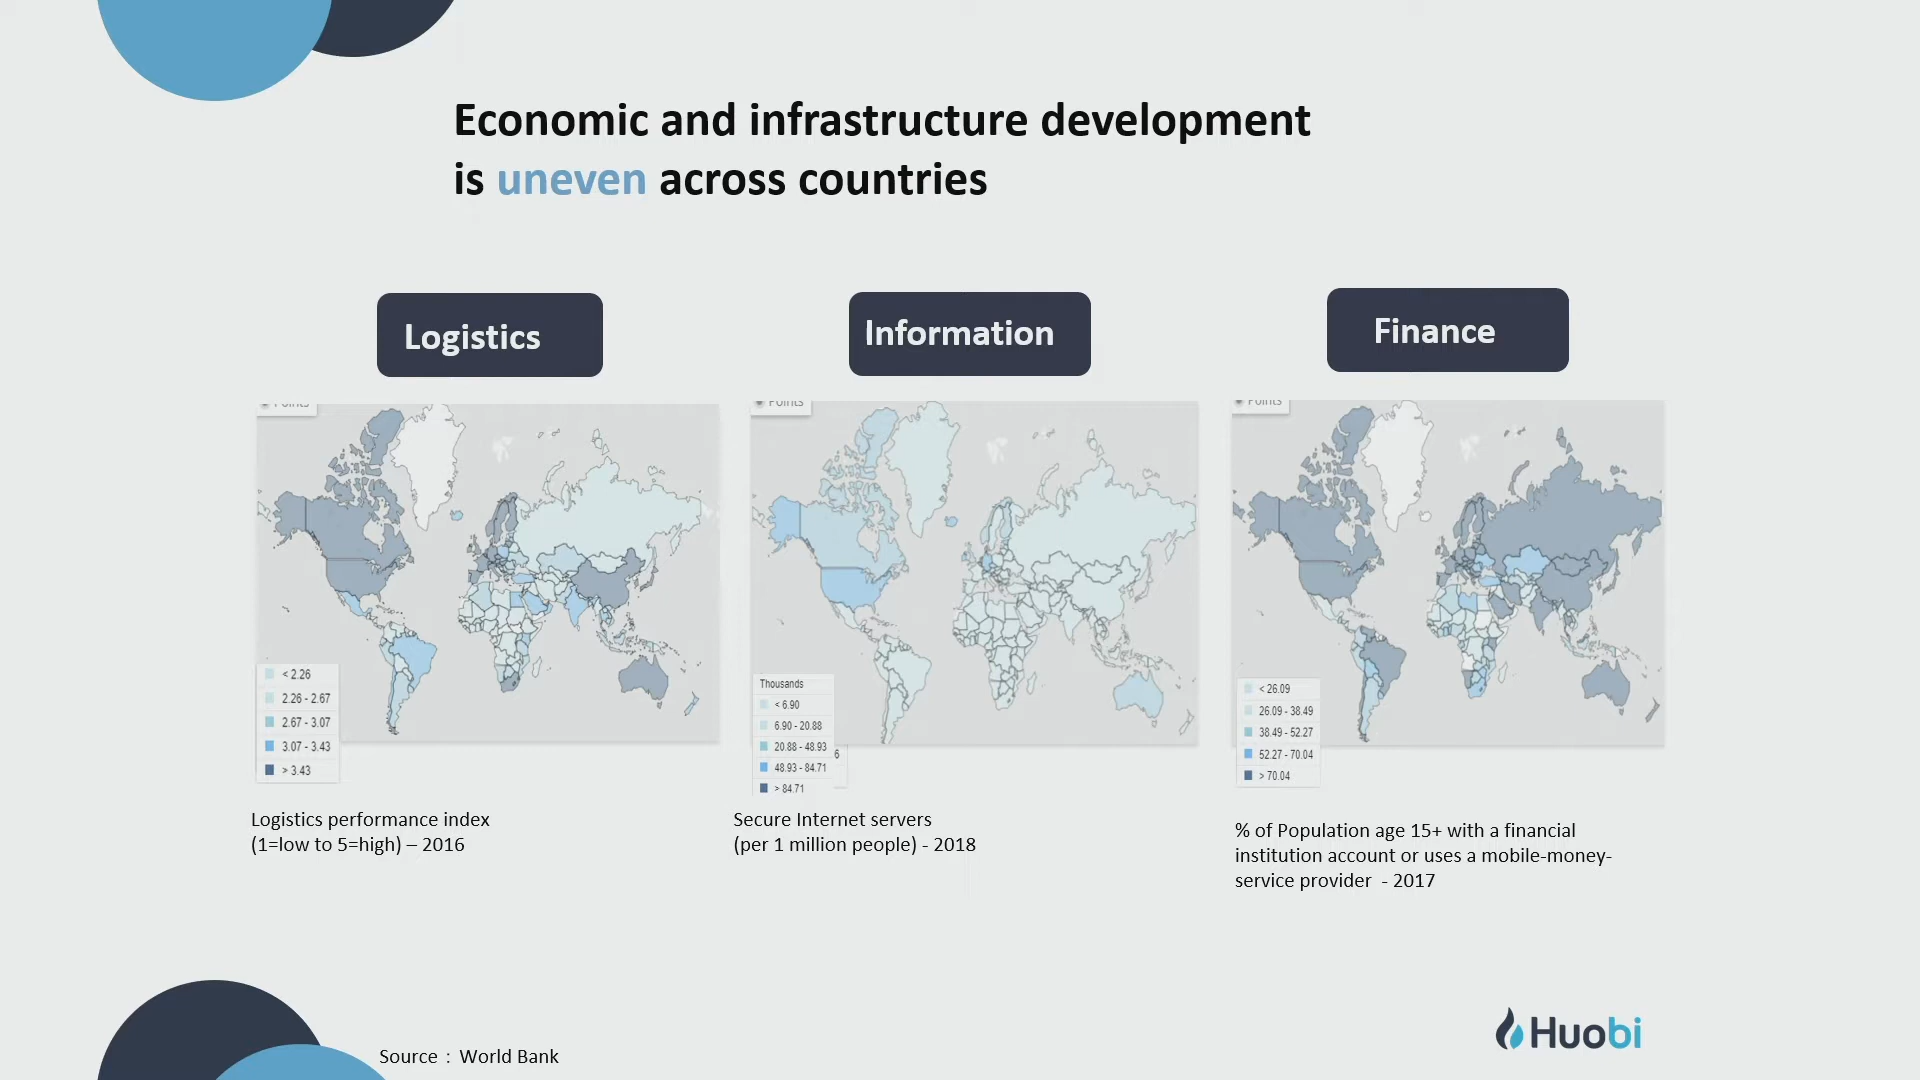 Economic and infrastructure development
is uneven across countries
Logistics
Information
Finance
Points
Points
Points
< 2.26
2.26 - 2.67
2.67 - 3.07
3.07 - 3.43
> 3.43
Thousands
< 6.90
6.90 - 20.88
20.88 - 48.93
6
48.93 - 84.71
> 84.71
< 26.09
26.09 - 38.49
38.49 - 52.27
52.27 - 70.04
> 70.04
Logistics performance index
(1=low to 5=high) – 2016
Secure Internet servers
(per 1 million people) - 2018
% of Population age 15+ with a financial
institution account or uses a mobile-money-
service provider - 2017
Source : World Bank
Huobi